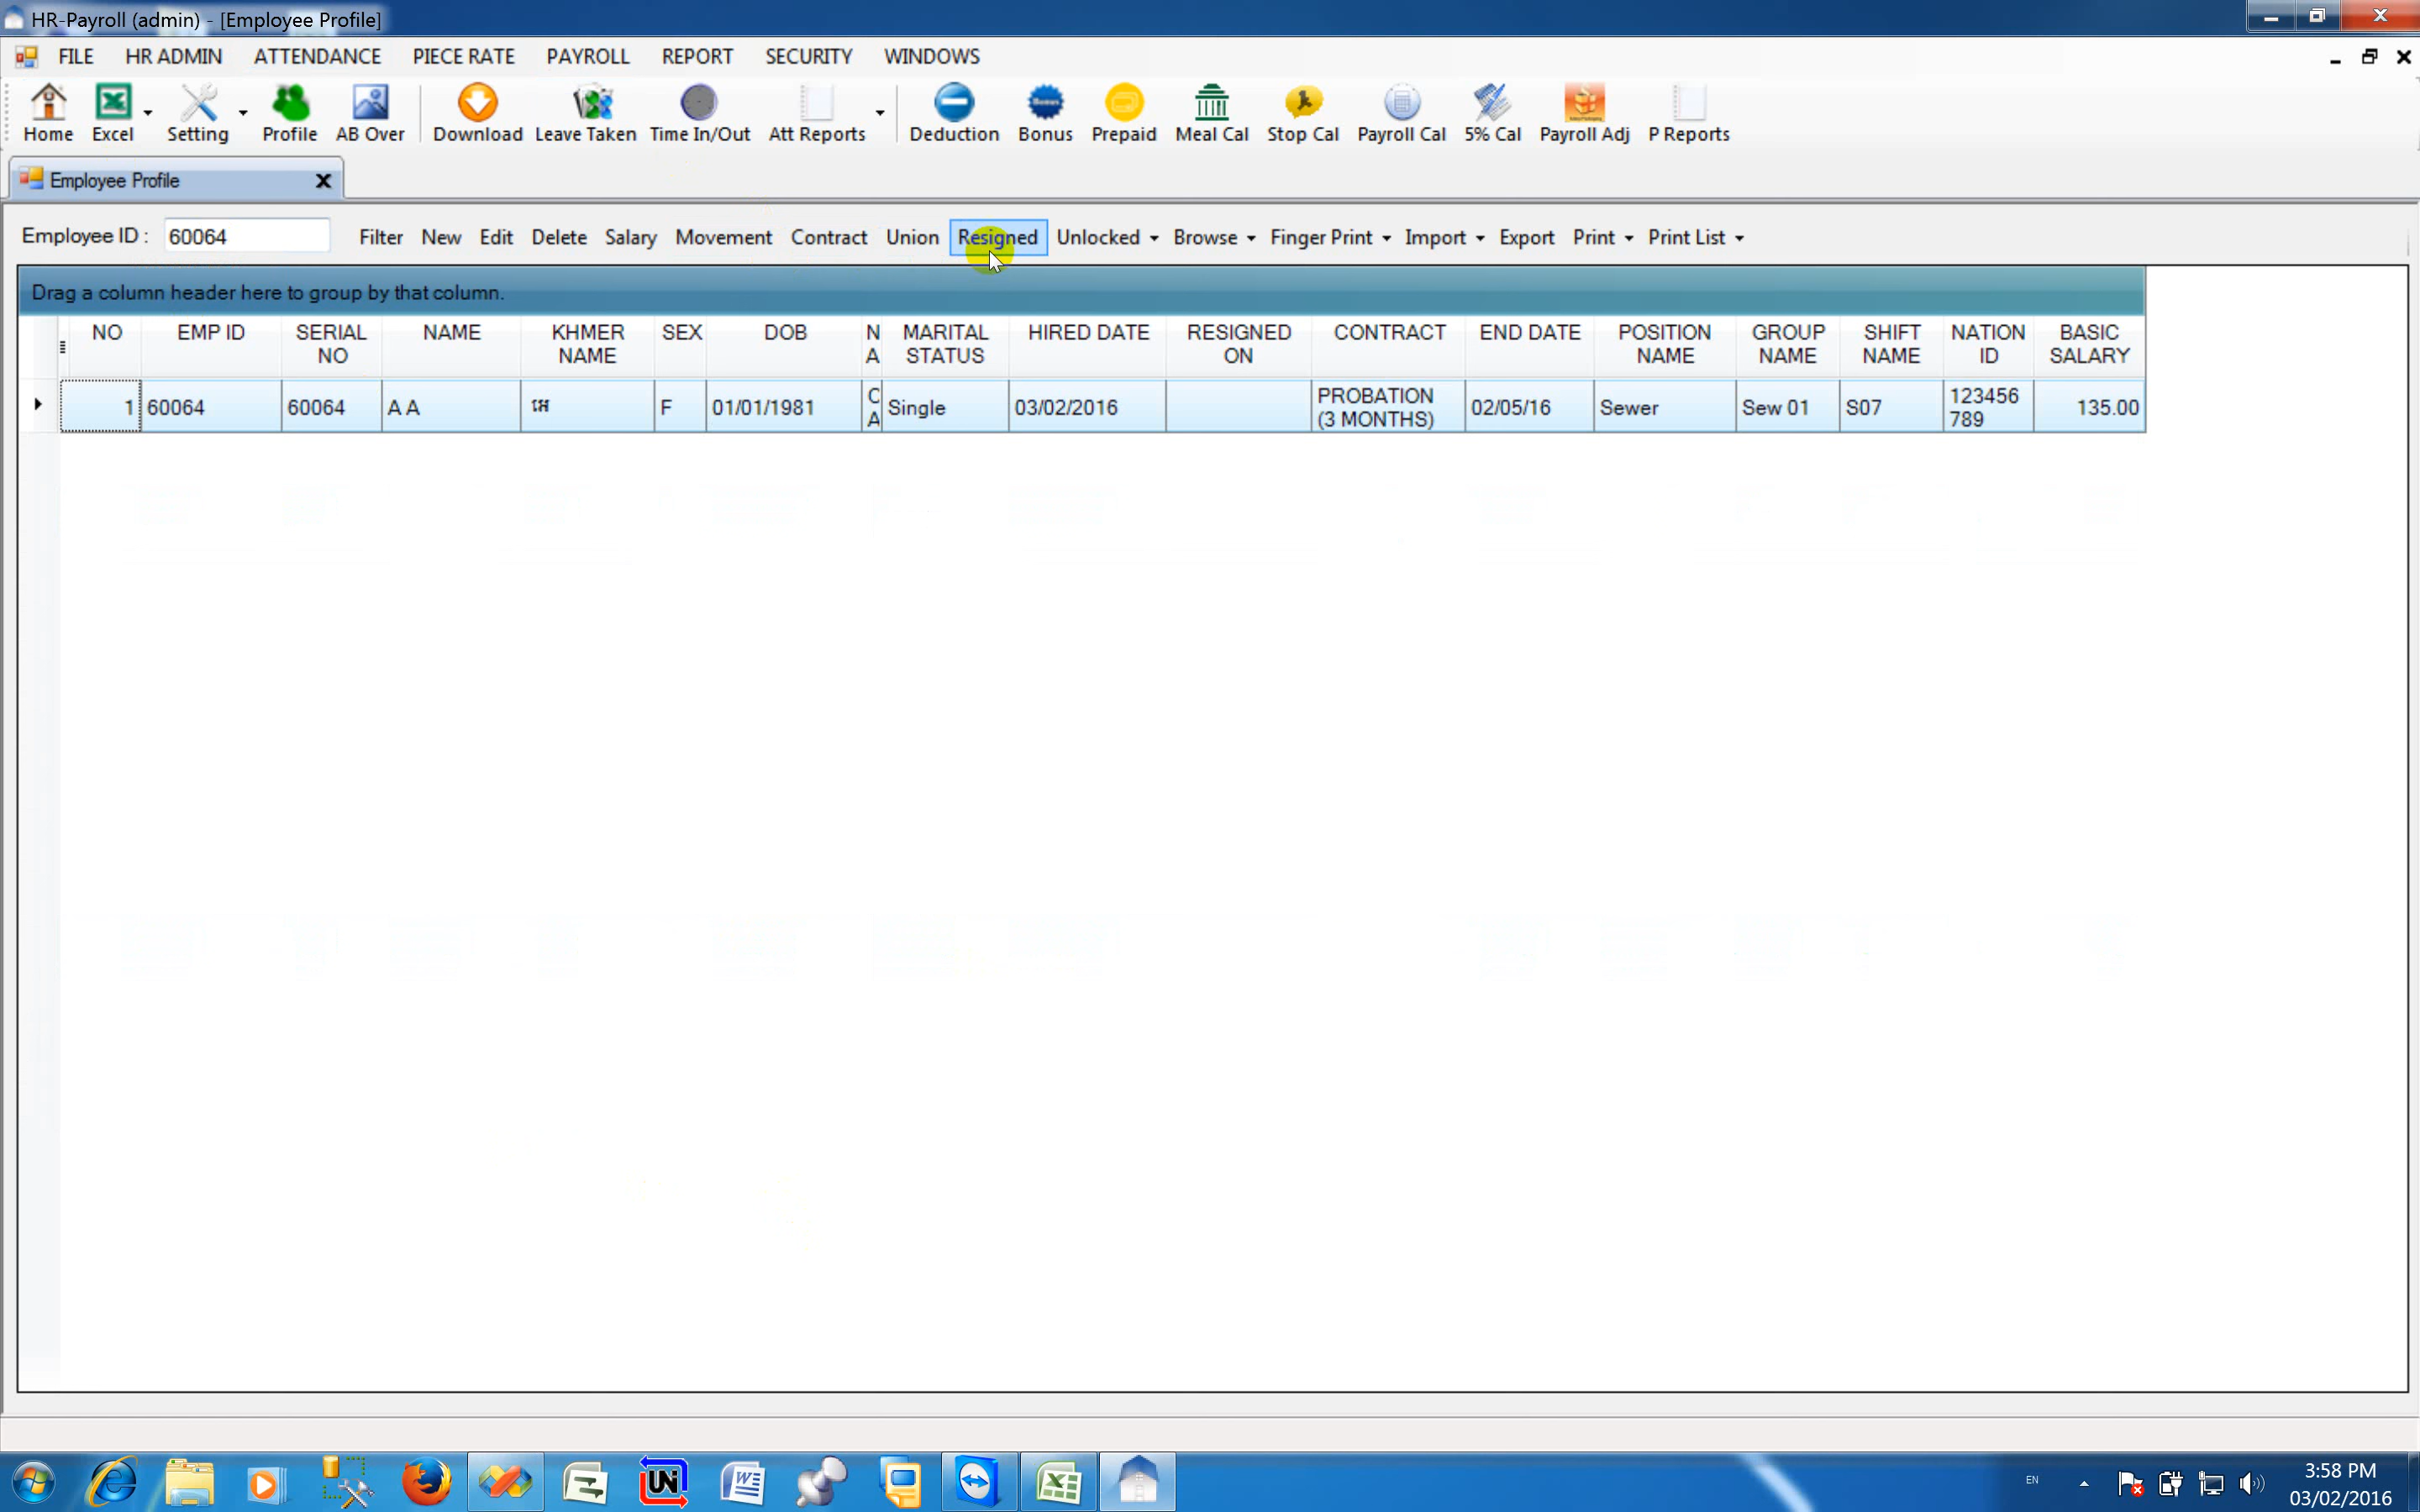 HR-Payroll (admin) - [Employee Profile]
FILE HR ADMIN ATTENDANCE PIECE RATE PAYROLL REPORT SECURITY WINDOWS
Home Excel Setting Profile AB Over Download Leave Taken Time In/Out Att Reports Deduction Bonus Prepaid Meal Cal Stop Cal Payroll Cal 5% Cal Payroll Adj P Reports
Employee Profile
Employee ID : 60064 Filter New Edit Delete Salary Movement Contract Union Resigned Unlocked Browse Finger Print Import Export Print Print List
Drag a column header here to group by that column.
NO EMP ID SERIAL NAME KHMER SEX DOB N MARITAL HIRED DATE RESIGNED CONTRACT END DATE POSITION GROUP SHIFT NATION BASIC
NO NAME A STATUS ON NAME NAME NAME ID SALARY
1 60064 60064 A A F 01/01/1981 C Single 03/02/2016 PROBATION 02/05/16 Sewer Sew 01 S07 123456 135.00
A (3 MONTHS) 789
UNi
EN 3:58 PM
03/02/2016